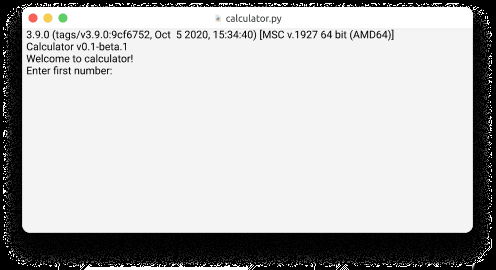 calculator.py
3.9.0 (tags/v3.9.0:9cf6752, Oct  5 2020, 15:34:40) [MSC v.1927 64 bit (AMD64)]
Calculator v0.1-beta.1
Welcome to calculator!
Enter first number: